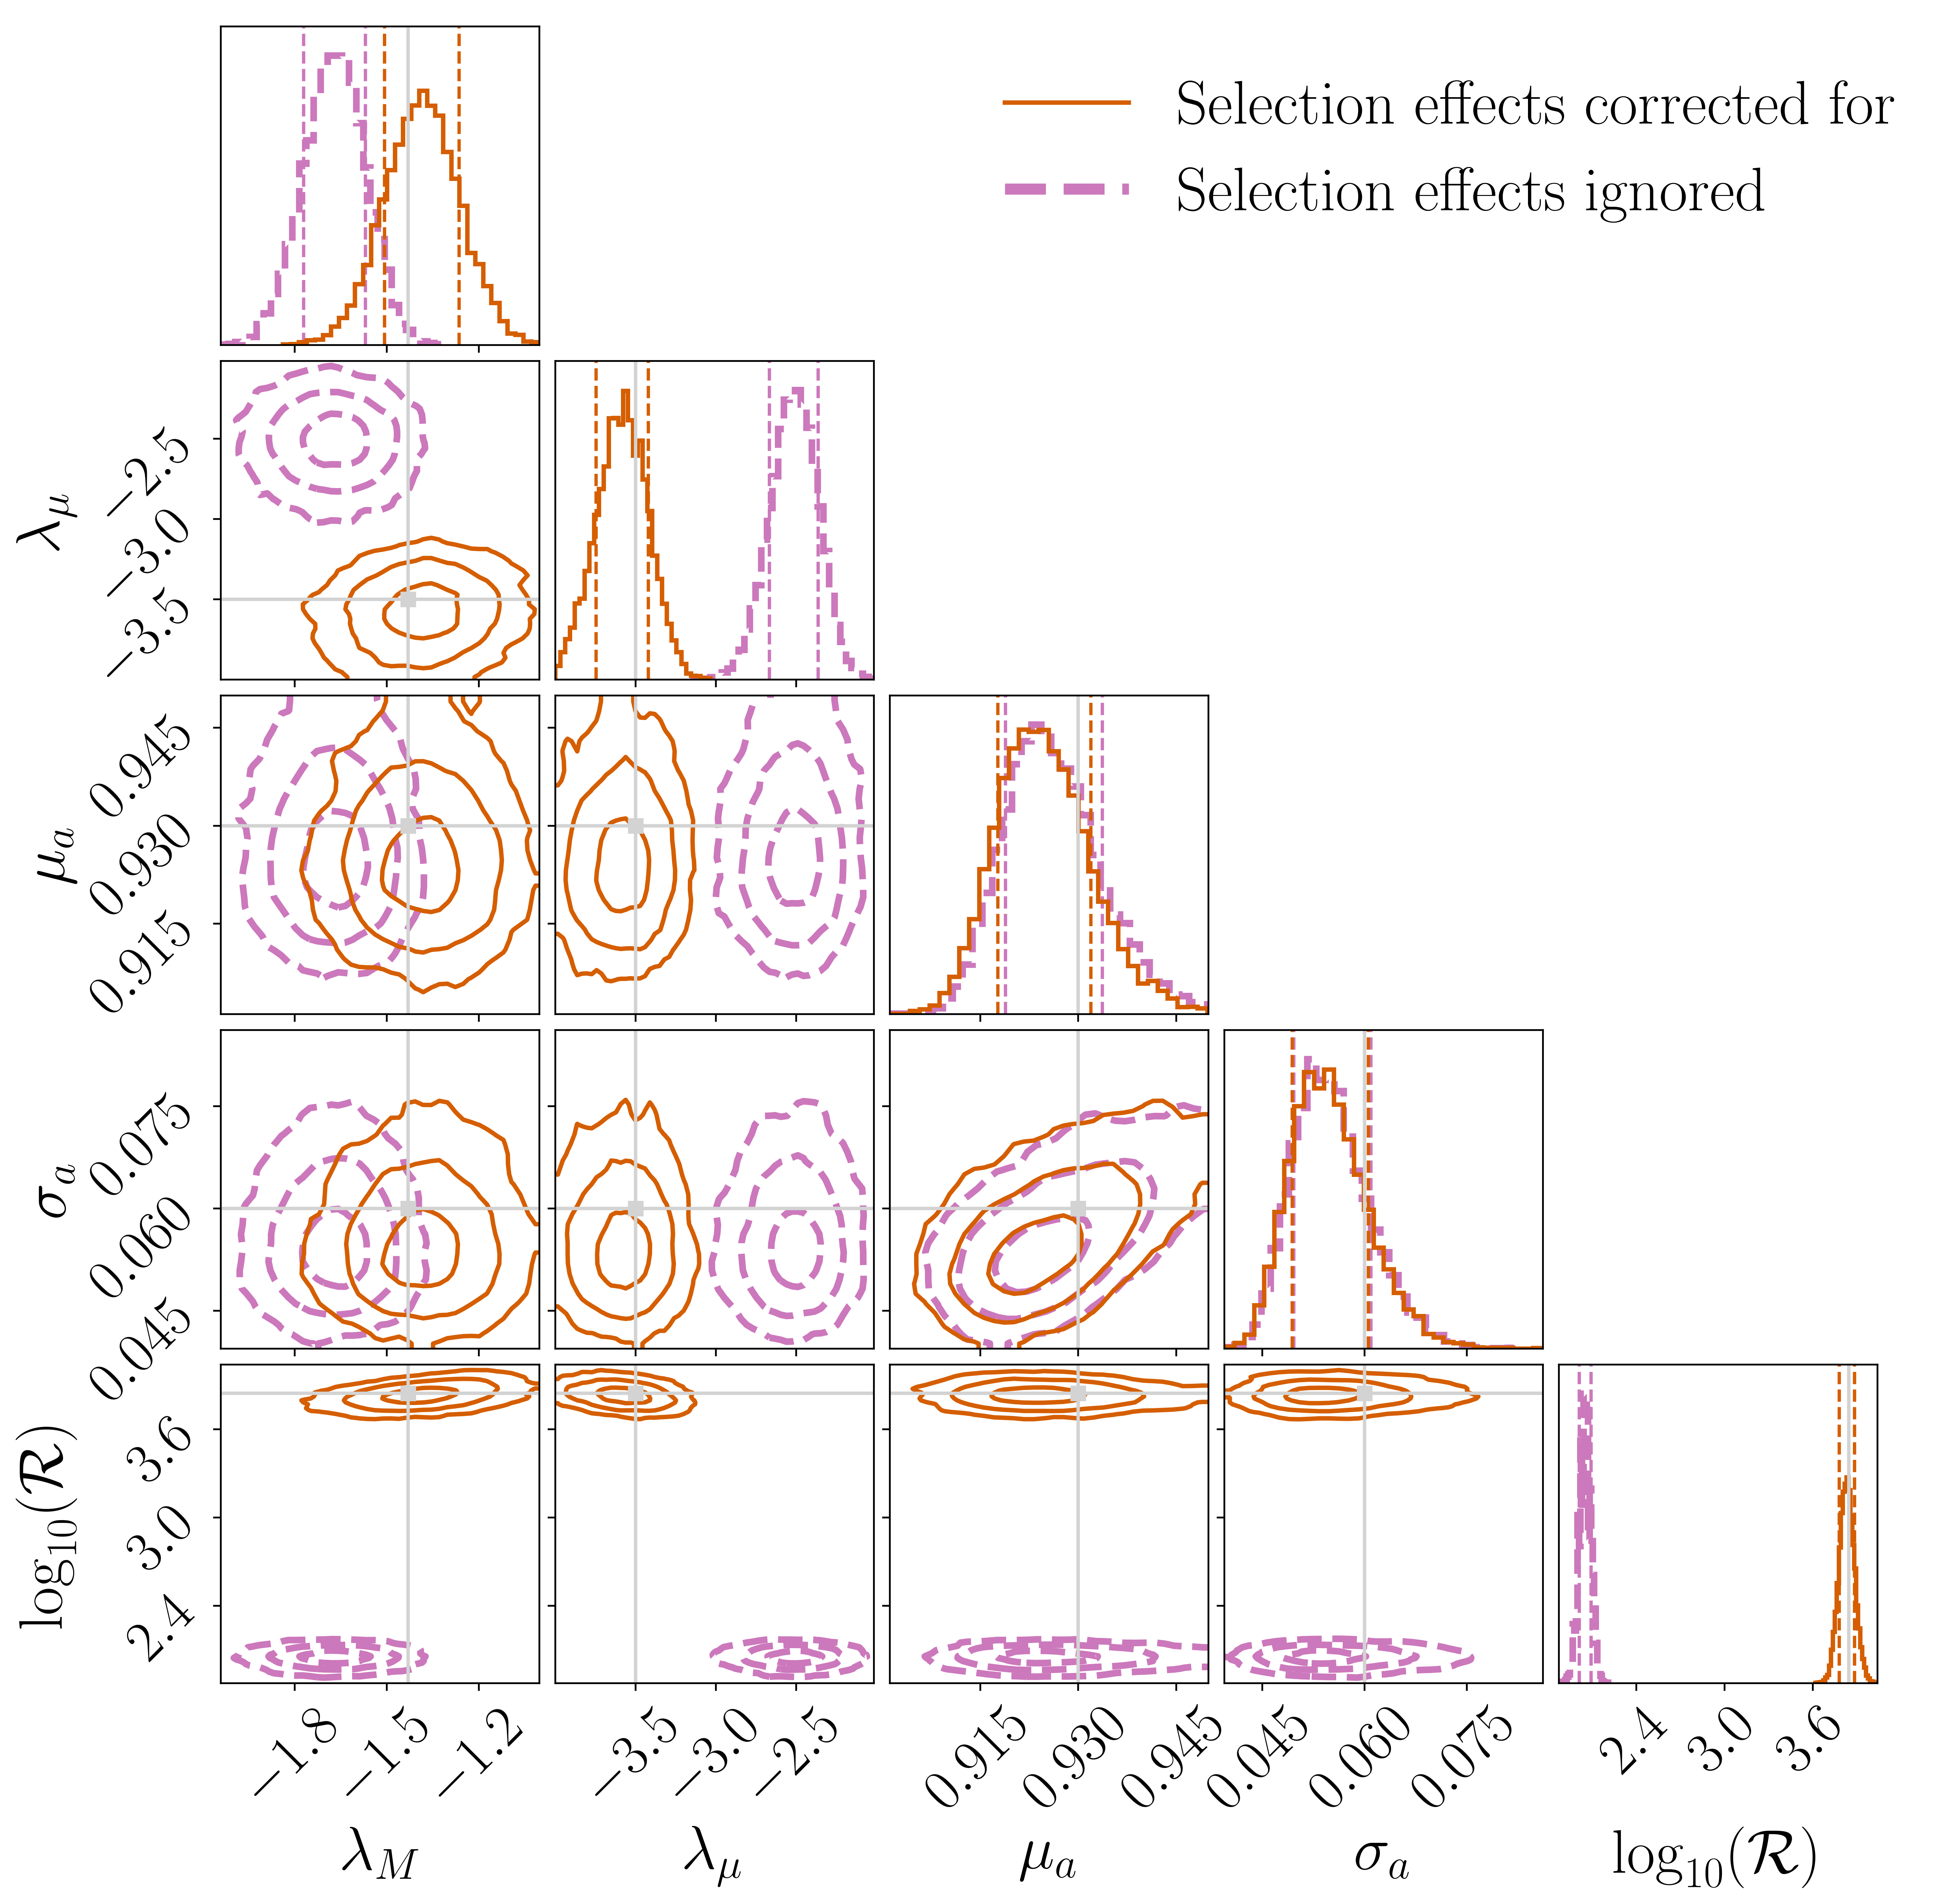 Selection effects corrected for
Selection effects ignored
λ_μ
−2.5
−3.0
−3.5
μ_a
0.945
0.930
0.915
σ_a
0.075
0.060
0.045
log₁₀(𝓡)
3.6
3.0
2.4
−1.8 −1.5 −1.2 −3.5 −3.0 −2.5 0.915 0.930 0.945 0.045 0.060 0.075 2.4 3.0 3.6
λ_M λ_μ μ_a σ_a log₁₀(𝓡)